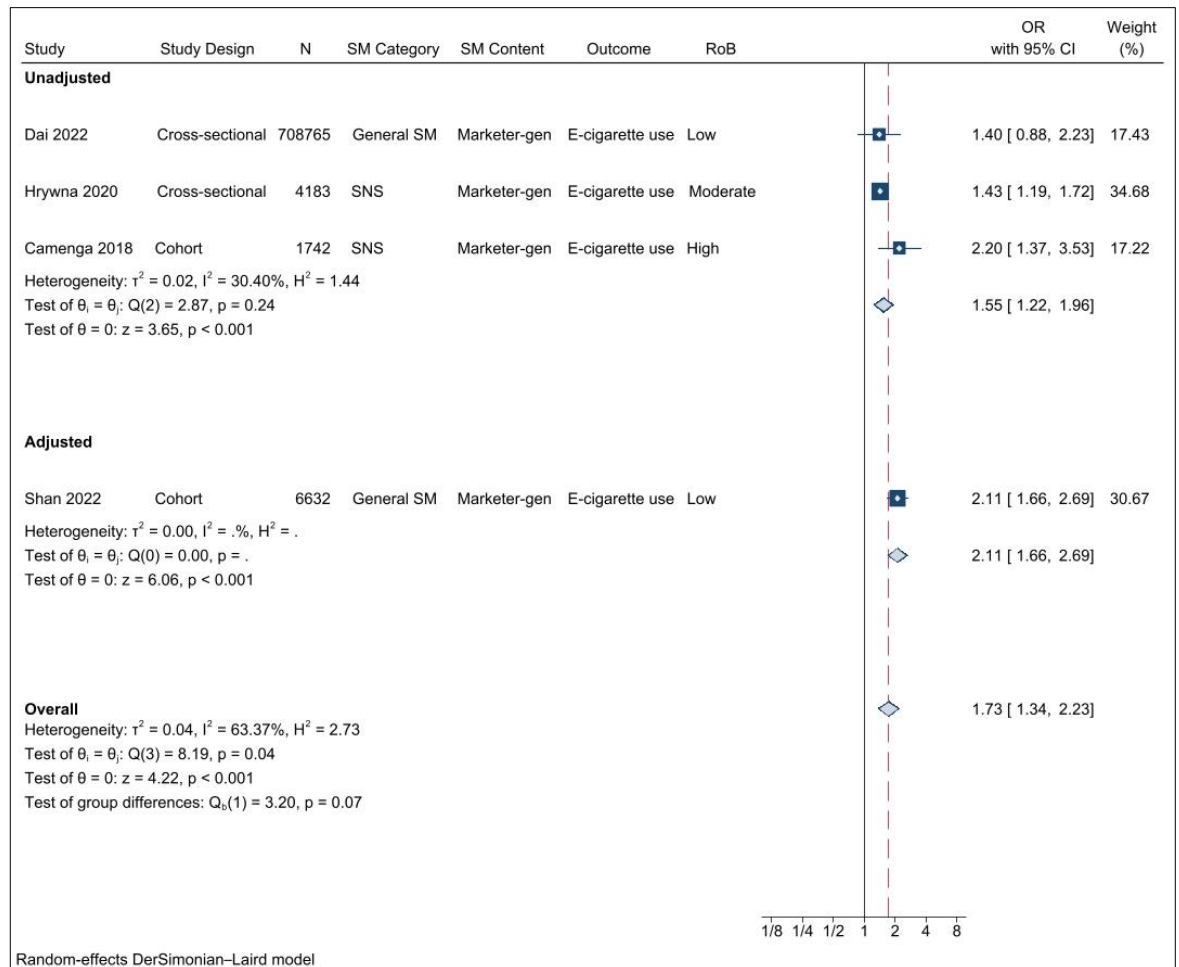 OR Weight
Study Study Design N SM Category SM Content Outcome RoB with 95% CI (%)
Unadjusted
Dai 2022 Cross-sectional 708765 General SM Marketer-gen E-cigarette use Low 1.40 [ 0.88, 2.23] 17.43
Hrywna 2020 Cross-sectional 4183 SNS Marketer-gen E-cigarette use Moderate 1.43 [ 1.19, 1.72] 34.68
Camenga 2018 Cohort 1742 SNS Marketer-gen E-cigarette use High 2.20 [ 1.37, 3.53] 17.22
Heterogeneity: τ² = 0.02, I² = 30.40%, H² = 1.44
Test of θᵢ = θⱼ: Q(2) = 2.87, p = 0.24 1.55 [ 1.22, 1.96]
Test of θ = 0: z = 3.65, p < 0.001
Adjusted
Shan 2022 Cohort 6632 General SM Marketer-gen E-cigarette use Low 2.11 [ 1.66, 2.69] 30.67
Heterogeneity: τ² = 0.00, I² = .%, H² = .
Test of θᵢ = θⱼ: Q(0) = 0.00, p = . 2.11 [ 1.66, 2.69]
Test of θ = 0: z = 6.06, p < 0.001
Overall 1.73 [ 1.34, 2.23]
Heterogeneity: τ² = 0.04, I² = 63.37%, H² = 2.73
Test of θᵢ = θⱼ: Q(3) = 8.19, p = 0.04
Test of θ = 0: z = 4.22, p < 0.001
Test of group differences: Q_b(1) = 3.20, p = 0.07
1/8 1/4 1/2 1 2 4 8
Random-effects DerSimonian–Laird model